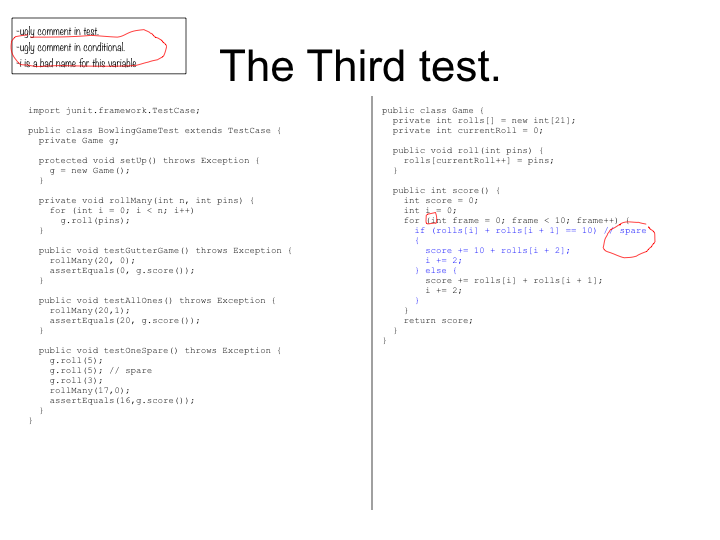 -ugly comment in test.
-ugly comment in conditional.
-i is a bad name for this variable
The Third test.
import junit.framework.TestCase;
public class BowlingGameTest extends TestCase {
private Game g;
protected void setUp() throws Exception {
g = new Game();
}
private void rollMany(int n, int pins) {
for (int i = 0; i < n; i++)
g.roll(pins);
}
public void testGutterGame() throws Exception {
rollMany(20, 0);
assertEquals(0, g.score());
}
public void testAllOnes() throws Exception {
rollMany(20,1);
assertEquals(20, g.score());
}
public void testOneSpare() throws Exception {
g.roll(5);
g.roll(5); // spare
g.roll(3);
rollMany(17,0);
assertEquals(16,g.score());
}
}
public class Game {
private int rolls[] = new int[21];
private int currentRoll = 0;
public void roll(int pins) {
rolls[currentRoll++] = pins;
}
public int score() {
int score = 0;
int i = 0;
for (int frame = 0; frame < 10; frame++) {
if (rolls[i] + rolls[i + 1] == 10) // spare
{
score += 10 + rolls[i + 2];
i += 2;
} else {
score += rolls[i] + rolls[i + 1];
i += 2;
}
}
return score;
}
}